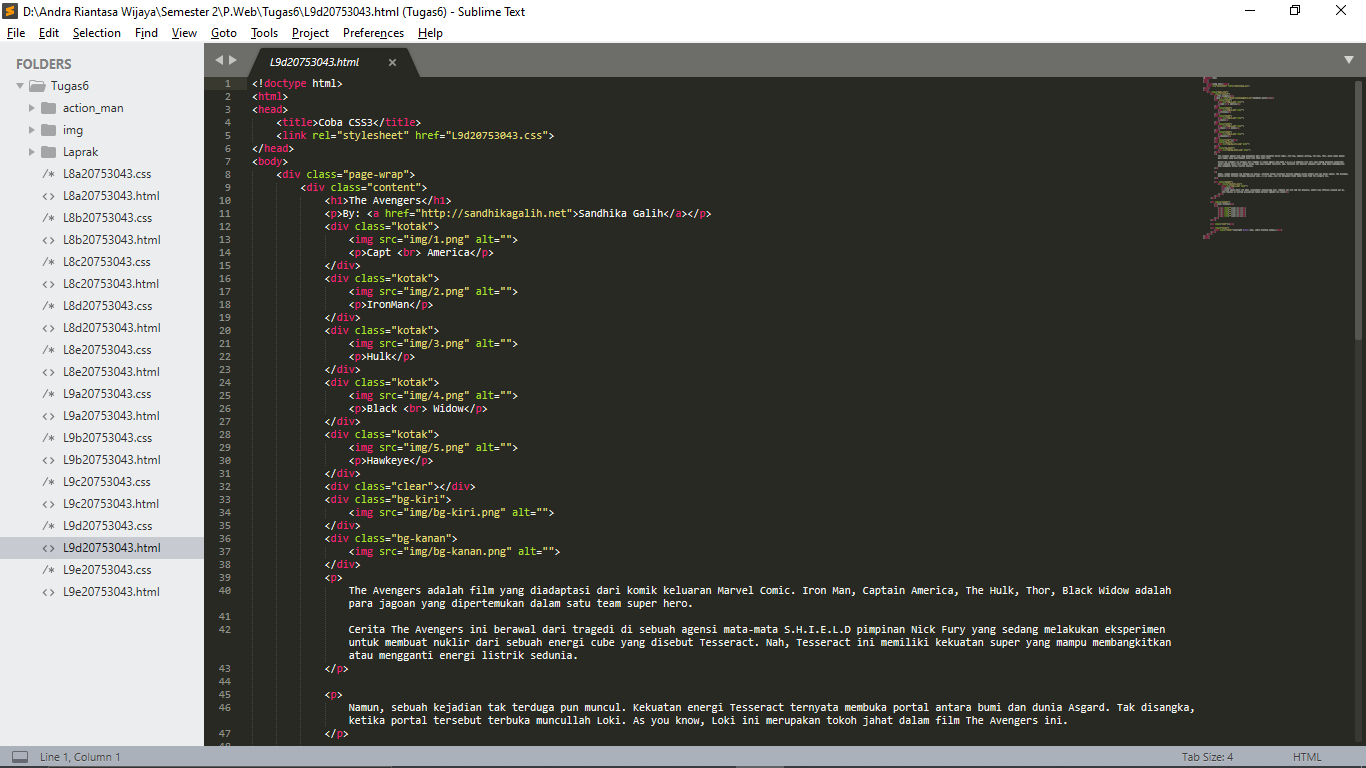 D:\Andra Riantasa Wijaya\Semester 2\P.Web\Tugas6\L9d20753043.html (Tugas6) - Sublime Text
File Edit Selection Find View Goto Tools Project Preferences Help
FOLDERS
Tugas6
action_man
img
Laprak
/* L8a20753043.css
<> L8a20753043.html
/* L8b20753043.css
<> L8b20753043.html
/* L8c20753043.css
<> L8c20753043.html
/* L8d20753043.css
<> L8d20753043.html
/* L8e20753043.css
<> L8e20753043.html
/* L9a20753043.css
<> L9a20753043.html
/* L9b20753043.css
<> L9b20753043.html
/* L9c20753043.css
<> L9c20753043.html
/* L9d20753043.css
<> L9d20753043.html
/* L9e20753043.css
<> L9e20753043.html
L9d20753043.html
1 <!doctype html>
2 <html>
3 <head>
4 <title>Coba CSS3</title>
5 <link rel="stylesheet" href="L9d20753043.css">
6 </head>
7 <body>
8 <div class="page-wrap">
9 <div class="content">
10 <h1>The Avengers</h1>
11 <p>By: <a href="http://sandhikagalih.net">Sandhika Galih</a></p>
12 <div class="kotak">
13 <img src="img/1.png" alt="">
14 <p>Capt <br> America</p>
15 </div>
16 <div class="kotak">
17 <img src="img/2.png" alt="">
18 <p>IronMan</p>
19 </div>
20 <div class="kotak">
21 <img src="img/3.png" alt="">
22 <p>Hulk</p>
23 </div>
24 <div class="kotak">
25 <img src="img/4.png" alt="">
26 <p>Black <br> Widow</p>
27 </div>
28 <div class="kotak">
29 <img src="img/5.png" alt="">
30 <p>Hawkeye</p>
31 </div>
32 <div class="clear"></div>
33 <div class="bg-kiri">
34 <img src="img/bg-kiri.png" alt="">
35 </div>
36 <div class="bg-kanan">
37 <img src="img/bg-kanan.png" alt="">
38 </div>
39 <p>
40 The Avengers adalah film yang diadaptasi dari komik keluaran Marvel Comic. Iron Man, Captain America, The Hulk, Thor, Black Widow adalah
para jagoan yang dipertemukan dalam satu team super hero.
41
42 Cerita The Avengers ini berawal dari tragedi di sebuah agensi mata-mata S.H.I.E.L.D pimpinan Nick Fury yang sedang melakukan eksperimen
untuk membuat nuklir dari sebuah energi cube yang disebut Tesseract. Nah, Tesseract ini memiliki kekuatan super yang mampu membangkitkan
atau mengganti energi listrik sedunia.
43 </p>
44
45 <p>
46 Namun, sebuah kejadian tak terduga pun muncul. Kekuatan energi Tesseract ternyata membuka portal antara bumi dan dunia Asgard. Tak disangka,
ketika portal tersebut terbuka muncullah Loki. As you know, Loki ini merupakan tokoh jahat dalam film The Avengers ini.
47 </p>
Line 1, Column 1
Tab Size: 4
HTML